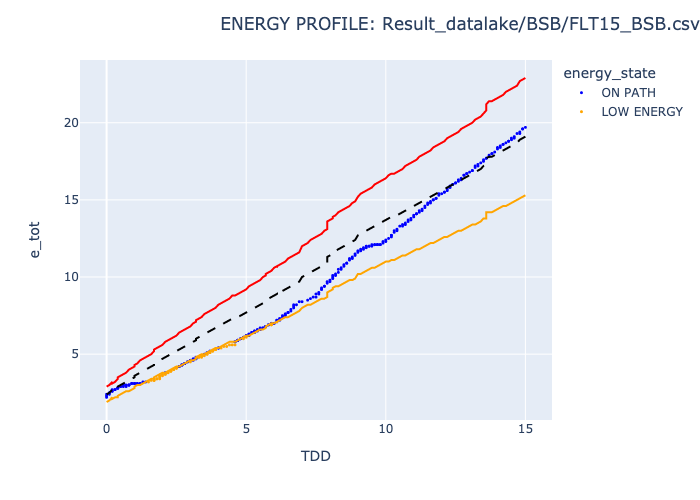 ENERGY PROFILE: Result_datalake/BSB/FLT15_BSB.csv
energy_state
ON PATH
LOW ENERGY
20
15
10
5
e_tot
0
5
10
15
TDD